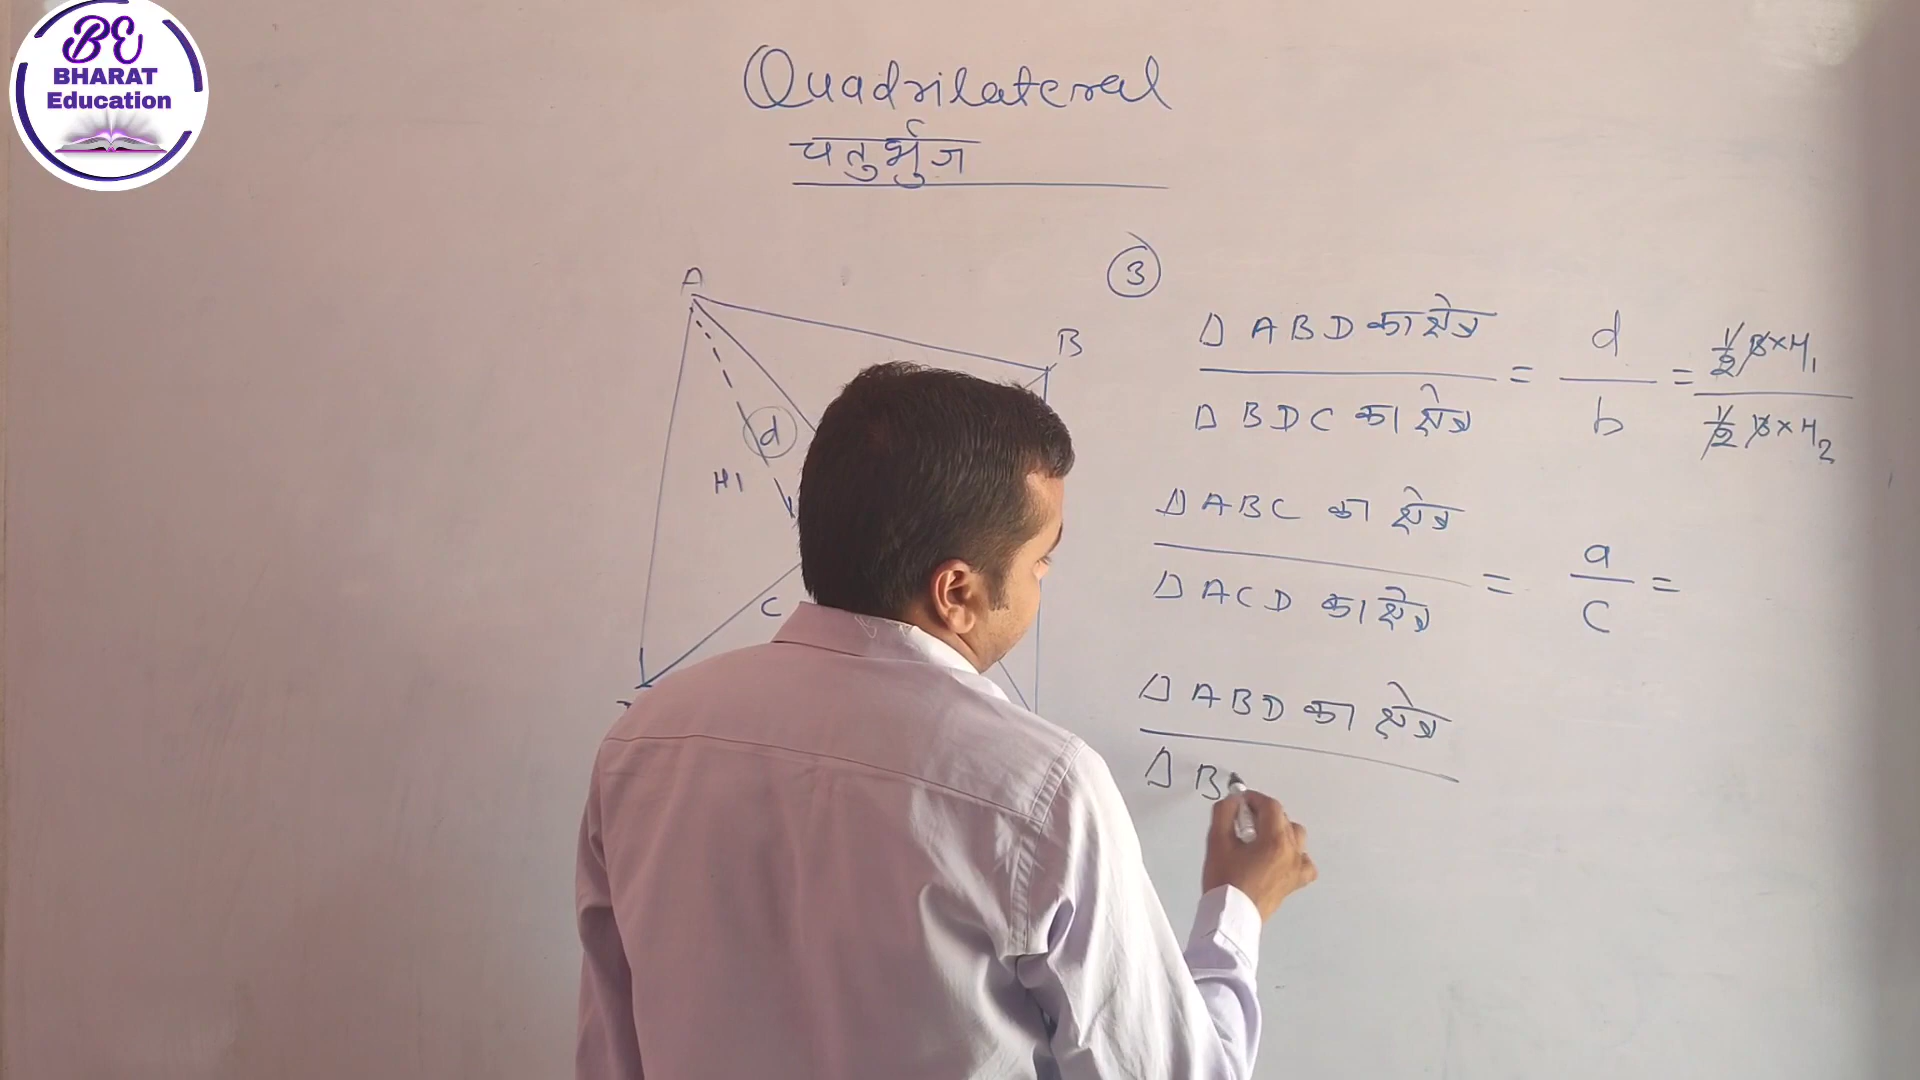 BE
BHARAT
Education
Quadrilateral
चतुर्भुज
A
B
d
H1
C
3
Δ ABD का क्षेत्र / Δ BDC का क्षेत्र = d / b = 1/2 B×H1 / 1/2 B×H2
Δ ABC का क्षेत्र / Δ ACD का क्षेत्र = a / c =
Δ ABD का क्षेत्र
Δ B